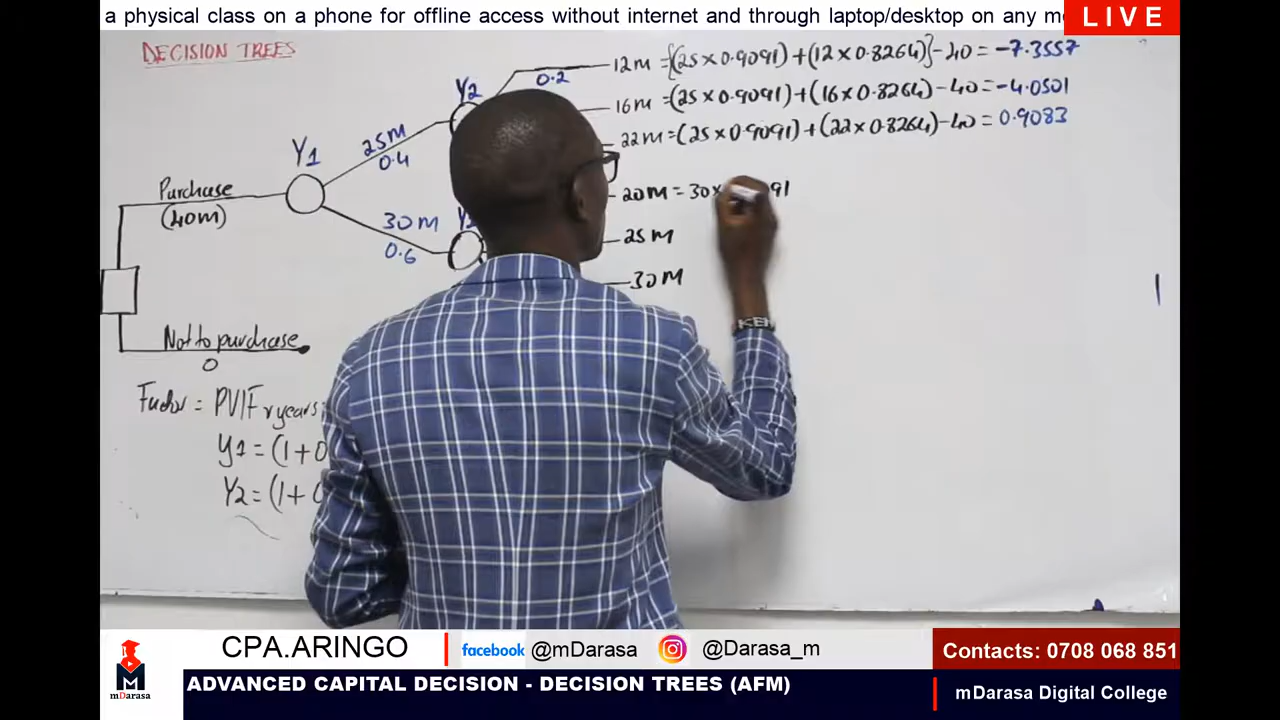 a physical class on a phone for offline access without internet and through laptop/desktop on any
LIVE
DECISION TREES
12M = {(25×0.9091)+(12×0.8264)}-40 = -7.3557
0.2
Y2
16M = (25×0.9091)+(16×0.8264)-40 = -4.0501
25M
0.4
22M = (25×0.9091)+(22×0.8264)-40 = 0.9083
Y1
Purchase
(40M)
20M = 30× 91
30M
0.6
25M
30M
Not to purchase
0
Factor = PVIF r years
Y1 = (1+0
Y2 = (1+
CPA.ARINGO
facebook @mDarasa
@Darasa_m
Contacts: 0708 068 851
mDarasa
ADVANCED CAPITAL DECISION - DECISION TREES (AFM)
mDarasa Digital College